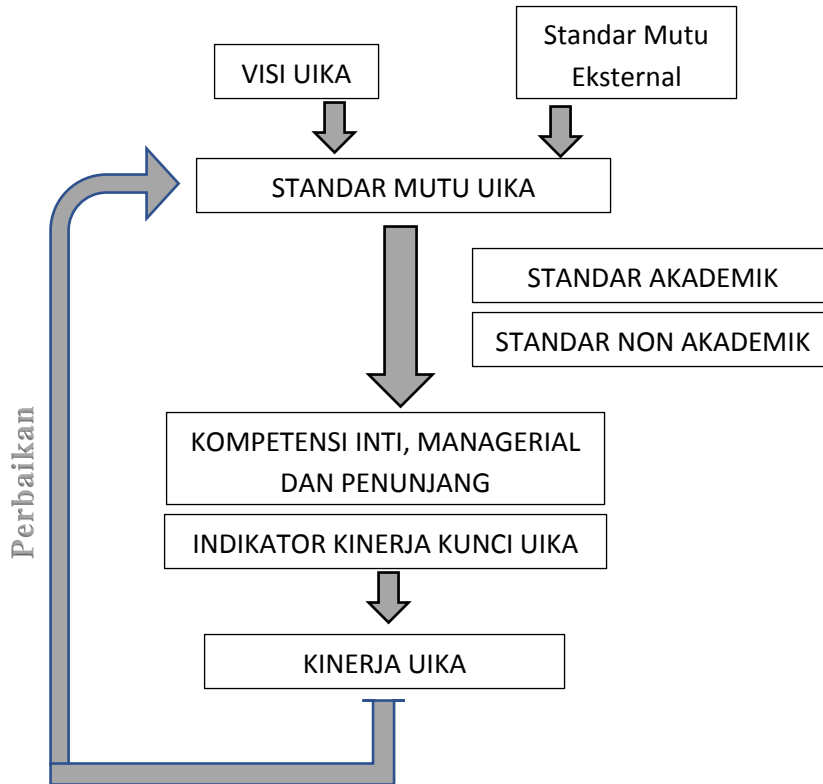 VISI UIKA
Standar Mutu
Eksternal
STANDAR MUTU UIKA
STANDAR AKADEMIK
STANDAR NON AKADEMIK
Perbaikan
KOMPETENSI INTI, MANAGERIAL
DAN PENUNJANG
INDIKATOR KINERJA KUNCI UIKA
KINERJA UIKA